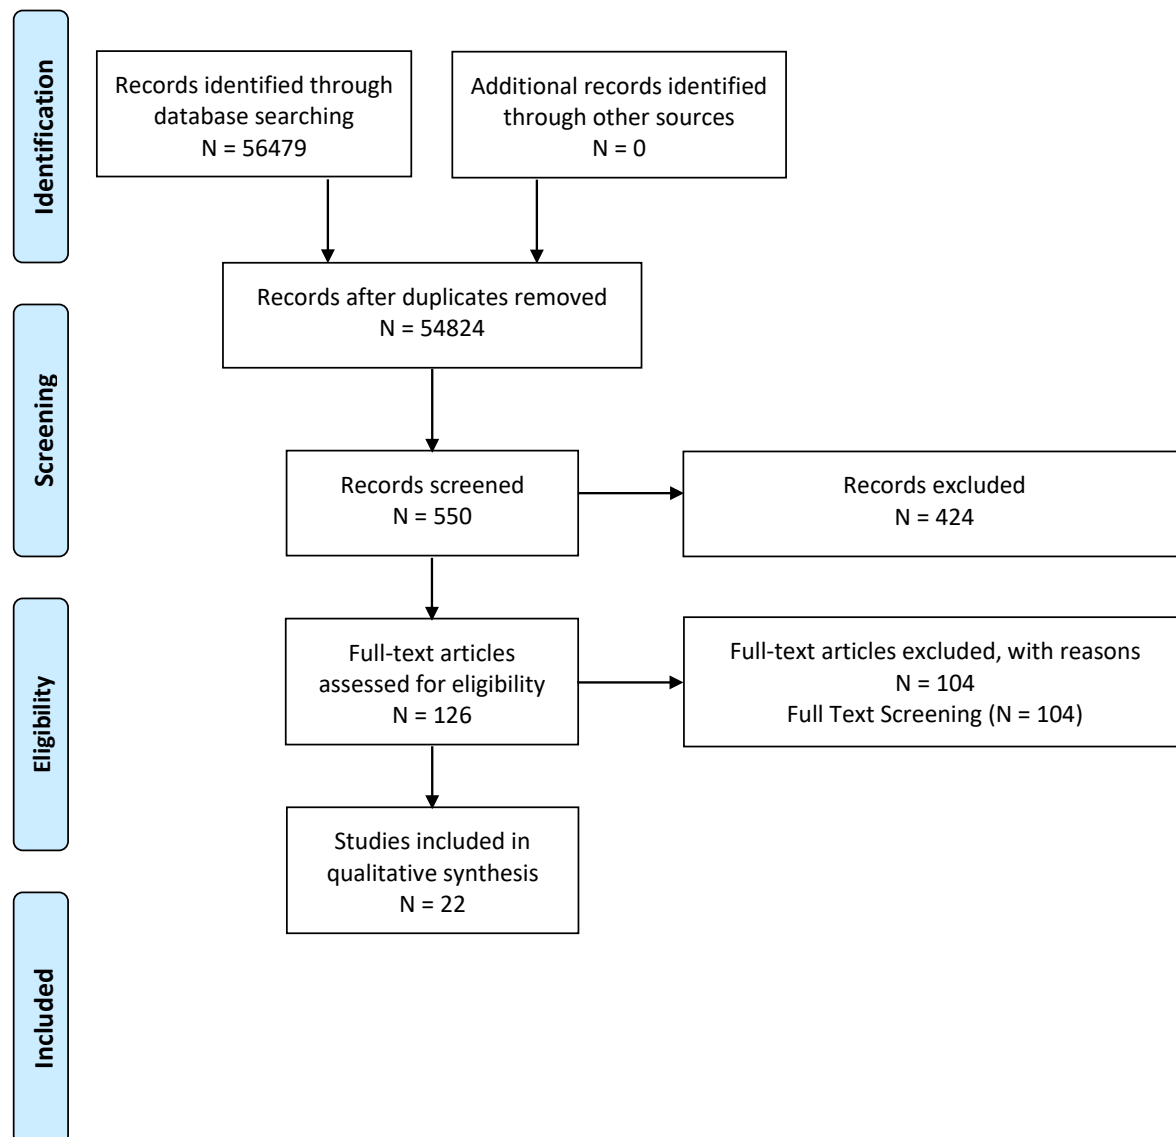 Identification
Records identified through
database searching
N = 56479
Additional records identified
through other sources
N = 0
Records after duplicates removed
N = 54824
Screening
Records screened
N = 550
Records excluded
N = 424
Eligibility
Full-text articles
assessed for eligibility
N = 126
Full-text articles excluded, with reasons
N = 104
Full Text Screening (N = 104)
Studies included in
qualitative synthesis
N = 22
Included